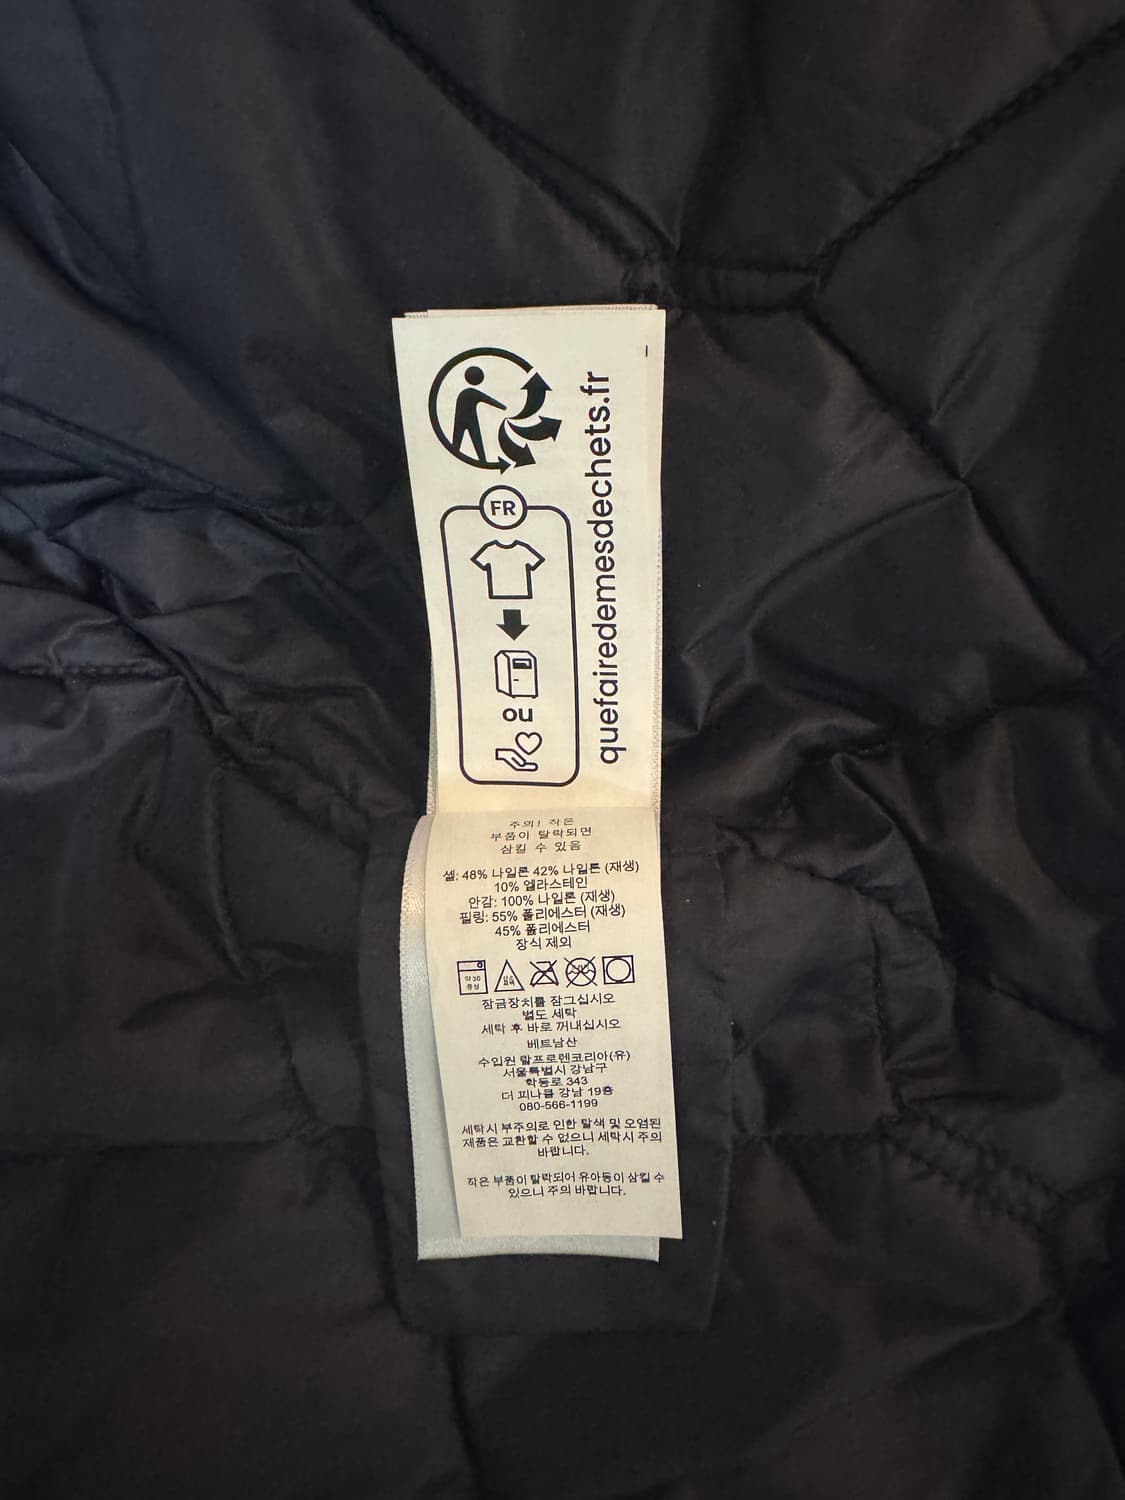 quefairedemesdechets.fr
FR
ou
주의! 작은
부품이 탈락되면
삼킬 수 있음
셸: 48% 나일론 42% 나일론 (재생)
10% 엘라스테인
안감: 100% 나일론 (재생)
필링: 55% 폴리에스터 (재생)
45% 폴리에스터
장식 제외
약 30
중성
잠금장치를 잠그십시오
별도 세탁
세탁 후 바로 꺼내십시오
베트남산
수입원 랄프로렌코리아(유)
서울특별시 강남구
학동로 343
더 피나클 강남 19층
080-566-1199
세탁시 부주의로 인한 탈색 및 오염된
제품은 교환할 수 없으니 세탁시 주의
바랍니다.
작은 부품이 탈락되어 유아동이 삼킬 수
있으니 주의 바랍니다.